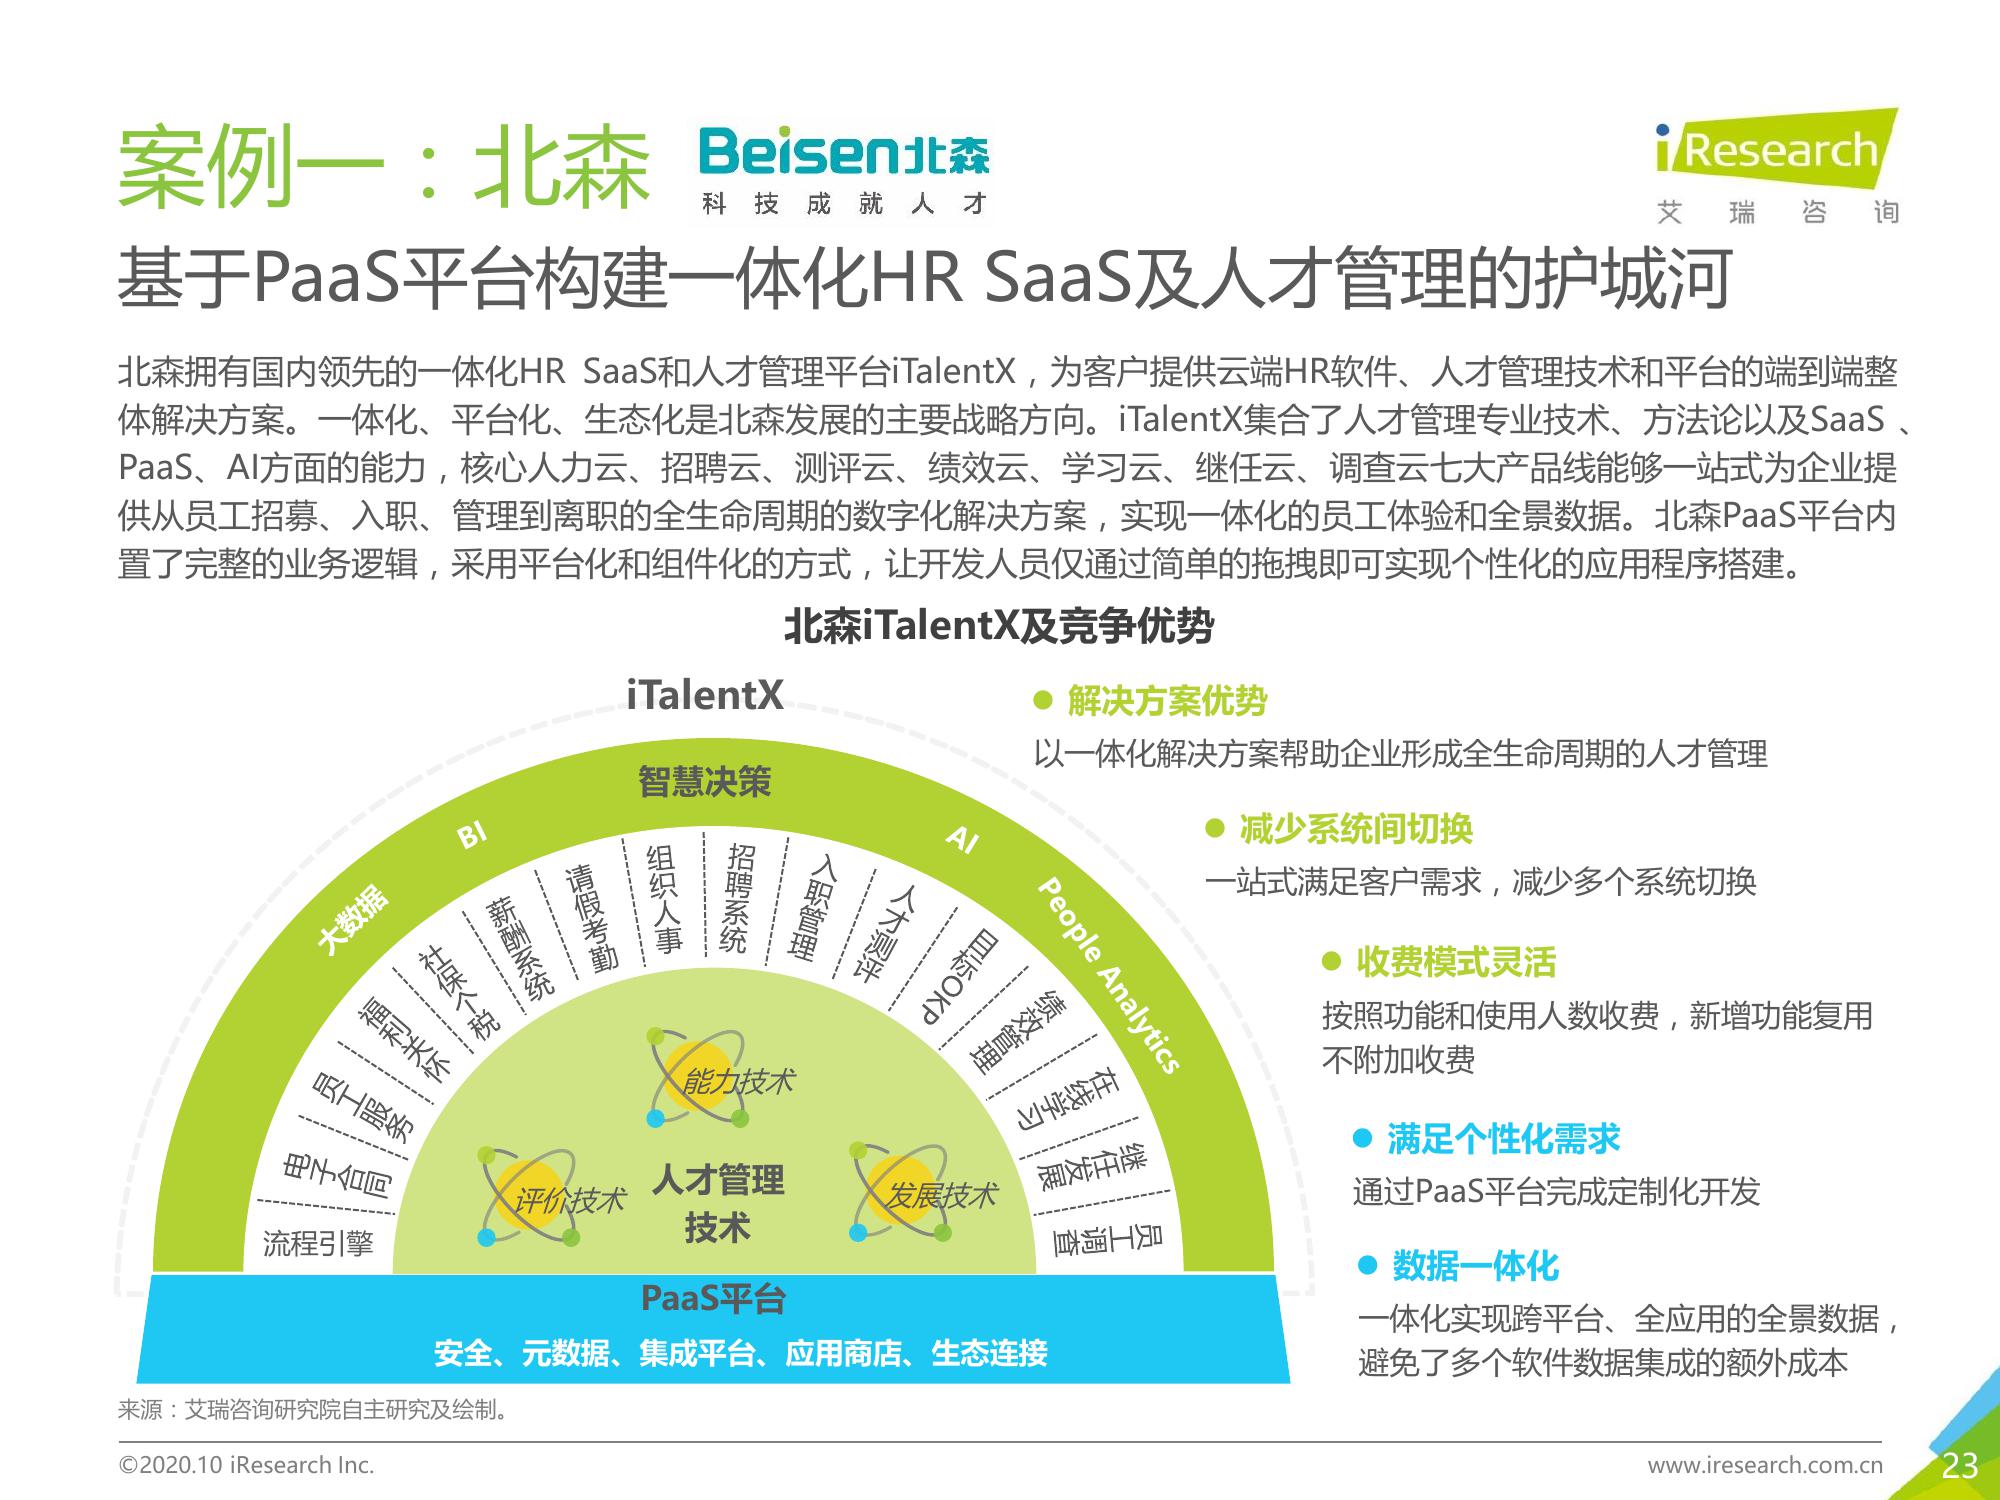 案例一：北森
Beisen北森
科技成就人才
iResearch
艾瑞咨询
基于PaaS平台构建一体化HR SaaS及人才管理的护城河
北森拥有国内领先的一体化HR SaaS和人才管理平台iTalentX，为客户提供云端HR软件、人才管理技术和平台的端到端整
体解决方案。一体化、平台化、生态化是北森发展的主要战略方向。iTalentX集合了人才管理专业技术、方法论以及SaaS、
PaaS、AI方面的能力，核心人力云、招聘云、测评云、绩效云、学习云、继任云、调查云七大产品线能够一站式为企业提
供从员工招募、入职、管理到离职的全生命周期的数字化解决方案，实现一体化的员工体验和全景数据。北森PaaS平台内
置了完整的业务逻辑，采用平台化和组件化的方式，让开发人员仅通过简单的拖拽即可实现个性化的应用程序搭建。
北森iTalentX及竞争优势
iTalentX
智慧决策
大数据
BI
AI
People Analytics
流程引擎
电子合同
员工服务
福利关怀
社保个税
薪酬系统
请假考勤
组织人事
招聘系统
入职管理
人才测评
目标OKP
绩效管理
在线学习
继任发展
员工调查
能力技术
评价技术
人才管理
技术
发展技术
PaaS平台
安全、元数据、集成平台、应用商店、生态连接
解决方案优势
以一体化解决方案帮助企业形成全生命周期的人才管理
减少系统间切换
一站式满足客户需求，减少多个系统切换
收费模式灵活
按照功能和使用人数收费，新增功能复用
不附加收费
满足个性化需求
通过PaaS平台完成定制化开发
数据一体化
一体化实现跨平台、全应用的全景数据，
避免了多个软件数据集成的额外成本
来源：艾瑞咨询研究院自主研究及绘制。
©2020.10 iResearch Inc.
www.iresearch.com.cn
23